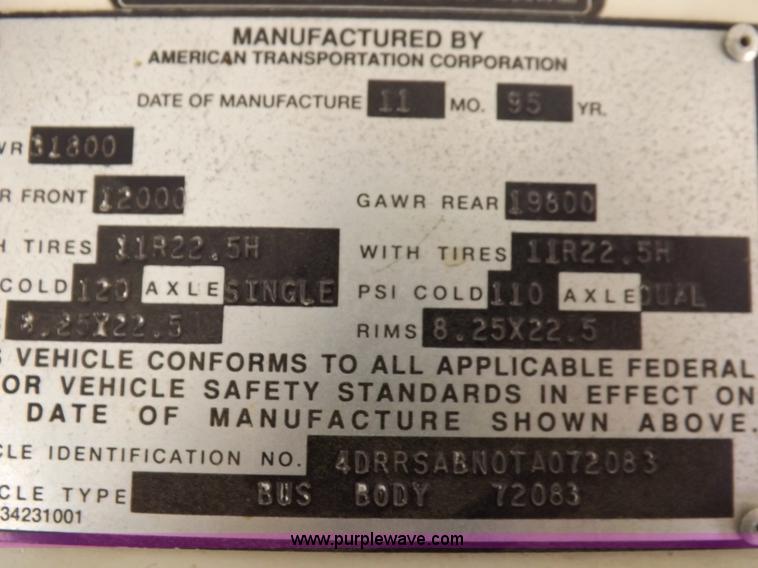 MANUFACTURED BY
AMERICAN TRANSPORTATION CORPORATION
DATE OF MANUFACTURE 11 MO. 95 YR.
WR 31800
R FRONT 12000 GAWR REAR 19800
H TIRES 11R22.5H WITH TIRES 11R22.5H
COLD 120 AXLE SINGLE PSI COLD 110 AXLE DUAL
8.25X22.5 RIMS 8.25X22.5
S VEHICLE CONFORMS TO ALL APPLICABLE FEDERAL
OR VEHICLE SAFETY STANDARDS IN EFFECT ON
DATE OF MANUFACTURE SHOWN ABOVE.
CLE IDENTIFICATION NO. 4DRRSABN0TA072083
CLE TYPE BUS BODY 72083
34231001
www.purplewave.com